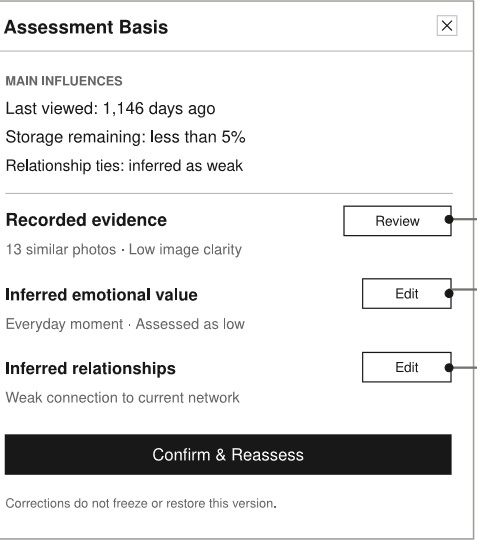 Assessment Basis
MAIN INFLUENCES
Last viewed: 1,146 days ago
Storage remaining: less than 5%
Relationship ties: inferred as weak
Recorded evidence
Review
13 similar photos · Low image clarity
Inferred emotional value
Edit
Everyday moment · Assessed as low
Inferred relationships
Edit
Weak connection to current network
Confirm & Reassess
Corrections do not freeze or restore this version.